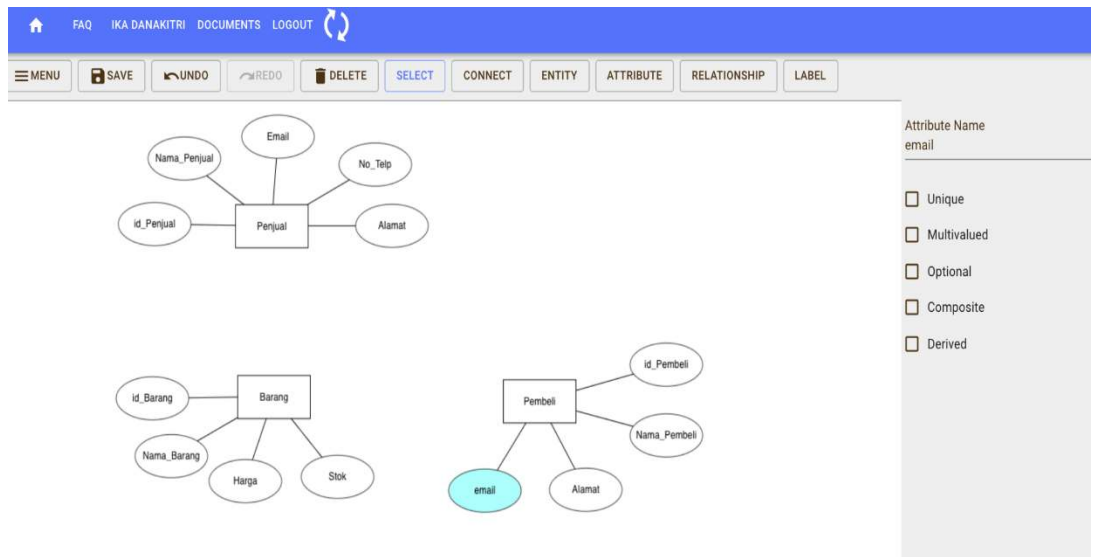 FAQ IKA DANAKITRI DOCUMENTS LOGOUT
MENU SAVE UNDO REDO DELETE SELECT CONNECT ENTITY ATTRIBUTE RELATIONSHIP LABEL
Attribute Name
email
Unique
Multivalued
Optional
Composite
Derived
Email
Nama_Penjual
No_Telp
id_Penjual
Penjual
Alamat
id_Barang
Barang
Nama_Barang
Harga
Stok
id_Pembeli
Pembeli
Nama_Pembeli
email
Alamat